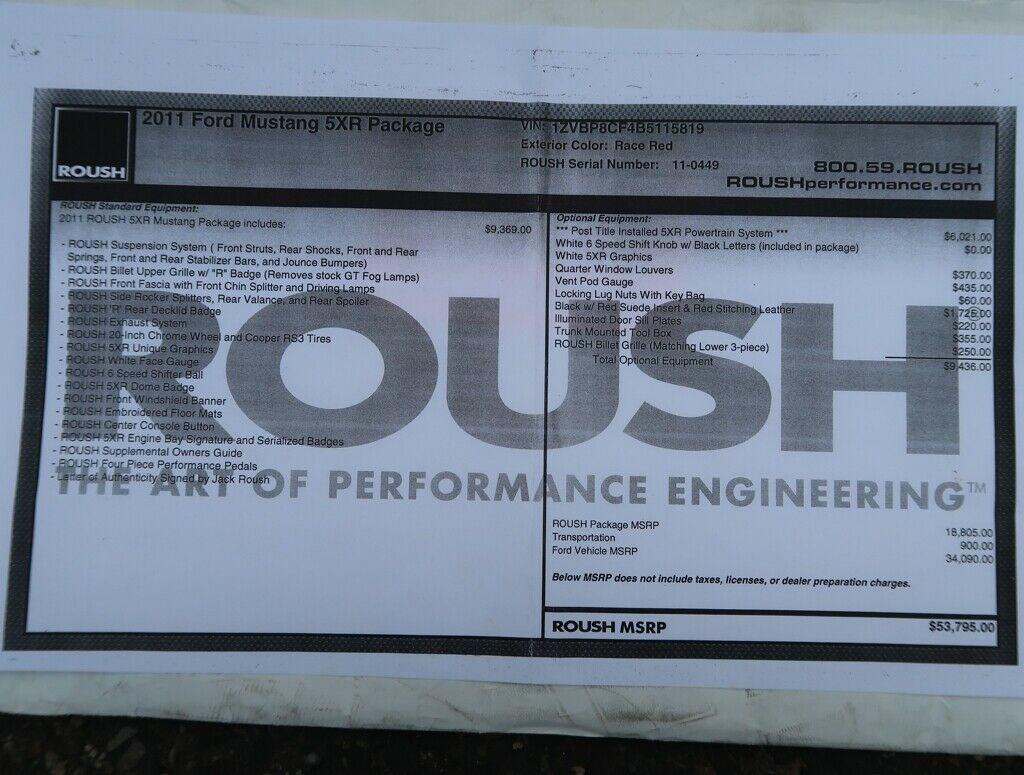 ROUSH
2011 Ford Mustang 5XR Package
VIN: 1ZVBP8CF4B5115819
Exterior Color: Race Red
ROUSH Serial Number: 11-0449
800.59.ROUSH
ROUSHperformance.com
ROUSH Standard Equipment:
2011 ROUSH 5XR Mustang Package includes: $9,369.00
- ROUSH Suspension System ( Front Struts, Rear Shocks, Front and Rear
Springs, Front and Rear Stabilizer Bars, and Jounce Bumpers)
- ROUSH Billet Upper Grille w/ "R" Badge (Removes stock GT Fog Lamps)
- ROUSH Front Fascia with Front Chin Splitter and Driving Lamps
- ROUSH Side Rocker Splitters, Rear Valance, and Rear Spoiler
- ROUSH 'R' Rear Decklid Badge
- ROUSH Exhaust System
- ROUSH 20-Inch Chrome Wheel and Cooper RS3 Tires
- ROUSH 5XR Unique Graphics
- ROUSH White Face Gauge
- ROUSH 6 Speed Shifter Ball
- ROUSH 5XR Dome Badge
- ROUSH Front Windshield Banner
- ROUSH Embroidered Floor Mats
- ROUSH Center Console Button
- ROUSH 5XR Engine Bay Signature and Serialized Badges
- ROUSH Supplemental Owners Guide
- ROUSH Four Piece Performance Pedals
- Letter of Authenticity Signed by Jack Roush
Optional Equipment:
*** Post Title Installed 5XR Powertrain System *** $6,021.00
White 6 Speed Shift Knob w/ Black Letters (included in package) $0.00
White 5XR Graphics
Quarter Window Louvers $370.00
Vent Pod Gauge $435.00
Locking Lug Nuts With Key Bag $60.00
Black w/ Red Suede Insert & Red Stitching Leather $1,725.00
Illuminated Door Sill Plates $220.00
Trunk Mounted Tool Box $355.00
ROUSH Billet Grille (Matching Lower 3-piece) $250.00
Total Optional Equipment $9,436.00
ROUSH
THE ART OF PERFORMANCE ENGINEERING™
ROUSH Package MSRP 18,805.00
Transportation 900.00
Ford Vehicle MSRP 34,090.00
Below MSRP does not include taxes, licenses, or dealer preparation charges.
ROUSH MSRP $53,795.00